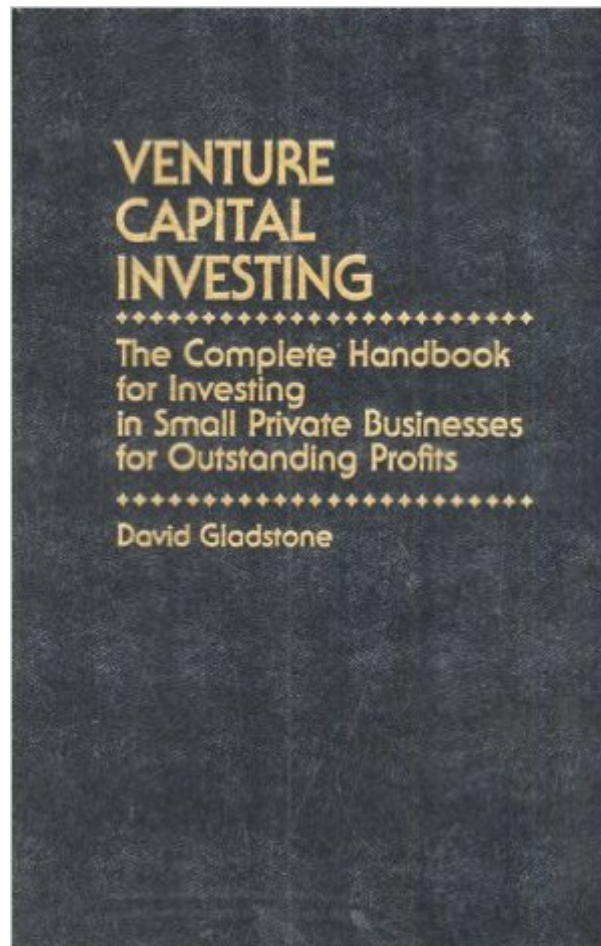 VENTURE
CAPITAL
INVESTING
The Complete Handbook
for Investing
in Small Private Businesses
for Outstanding Profits
David Gladstone